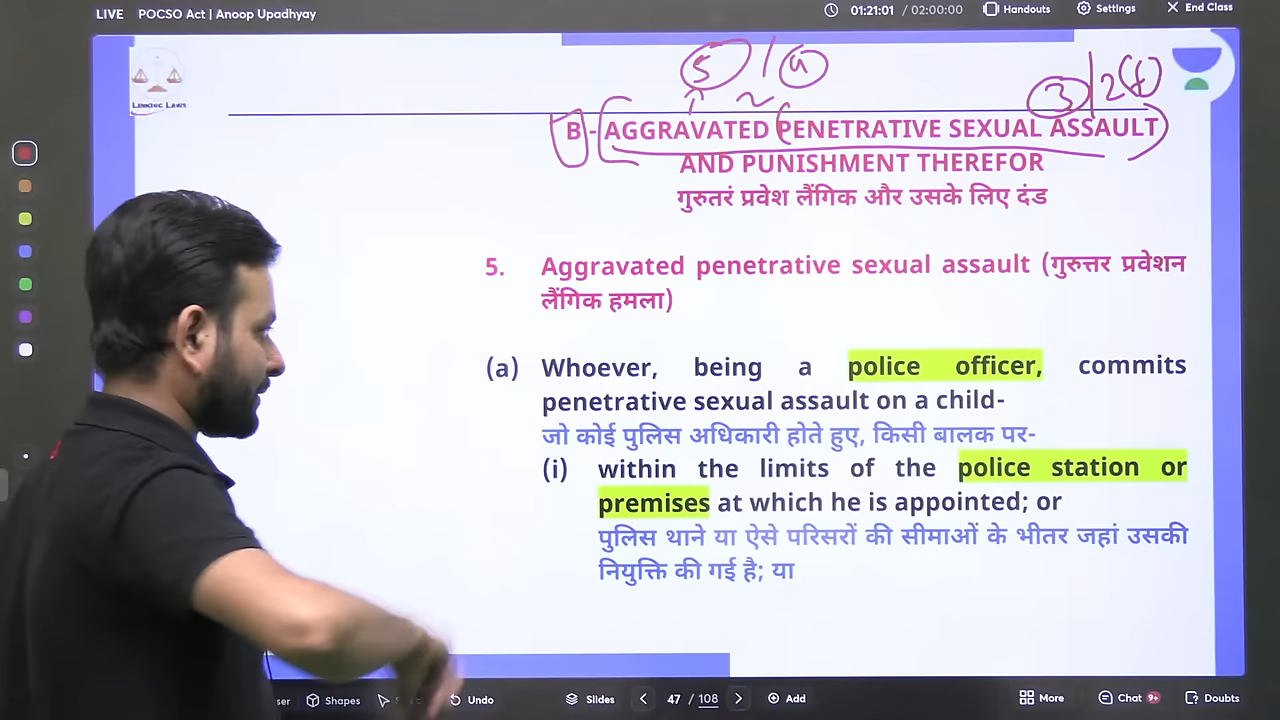 LIVE POCSO Act | Anoop Upadhyay
01:21:01 / 02:00:00 Handouts Settings End Class
LINKING LAWS
5 / 9
3 / 2(f)
B - AGGRAVATED PENETRATIVE SEXUAL ASSAULT
AND PUNISHMENT THEREFOR
गुरुतरं प्रवेश लैंगिक और उसके लिए दंड
5. Aggravated penetrative sexual assault (गुरुत्तर प्रवेशन
लैंगिक हमला)
(a) Whoever, being a police officer, commits
penetrative sexual assault on a child-
जो कोई पुलिस अधिकारी होते हुए, किसी बालक पर-
(i) within the limits of the police station or
premises at which he is appointed; or
पुलिस थाने या ऐसे परिसरों की सीमाओं के भीतर जहां उसकी
नियुक्ति की गई है; या
Shapes Undo Slides 47 / 108 Add More Chat 9+ Doubts